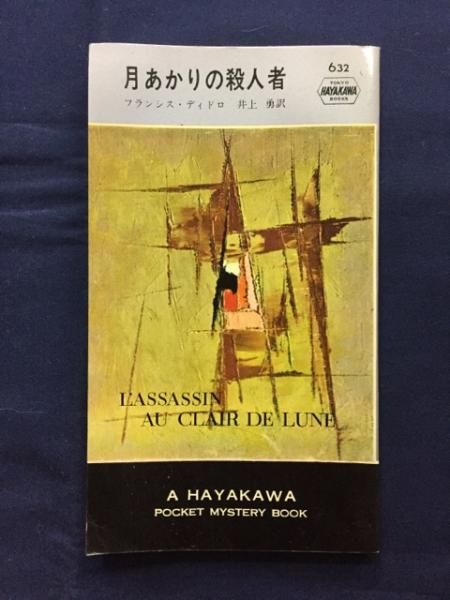 月あかりの殺人者
フランシス・ディドロ 井上 勇訳
632
TOKYO
HAYAKAWA
BOOKS
L'ASSASSIN
AU CLAIR DE LUNE
A HAYAKAWA
POCKET MYSTERY BOOK